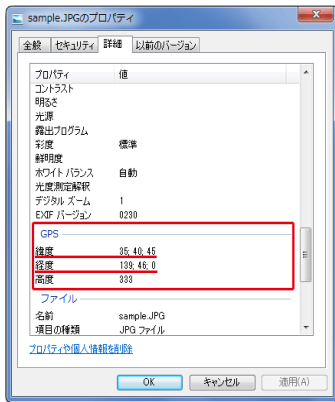 sample.JPGのプロパティ
全般 セキュリティ 詳細 以前のバージョン
プロパティ 値
コントラスト
明るさ
光源
露出プログラム
彩度 標準
鮮明度
ホワイト バランス 自動
光度測定解釈
デジタル ズーム 1
EXIF バージョン 0230
GPS
緯度 35; 40; 45
経度 139; 46; 0
高度 333
ファイル
名前 sample.JPG
項目の種類 JPG ファイル
プロパティや個人情報を削除
OK キャンセル 適用(A)